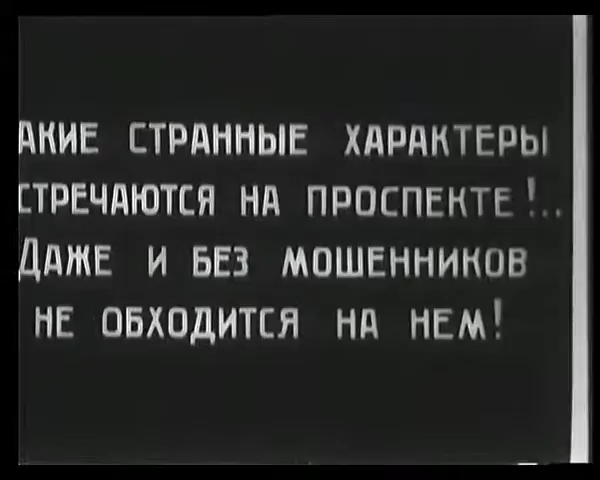 АКИЕ СТРАННЫЕ ХАРАКТЕРЫ
СТРЕЧАЮТСЯ НА ПРОСПЕКТЕ!..
ДАЖЕ И БЕЗ МОШЕННИКОВ
НЕ ОБХОДИТСЯ НА НЕМ!